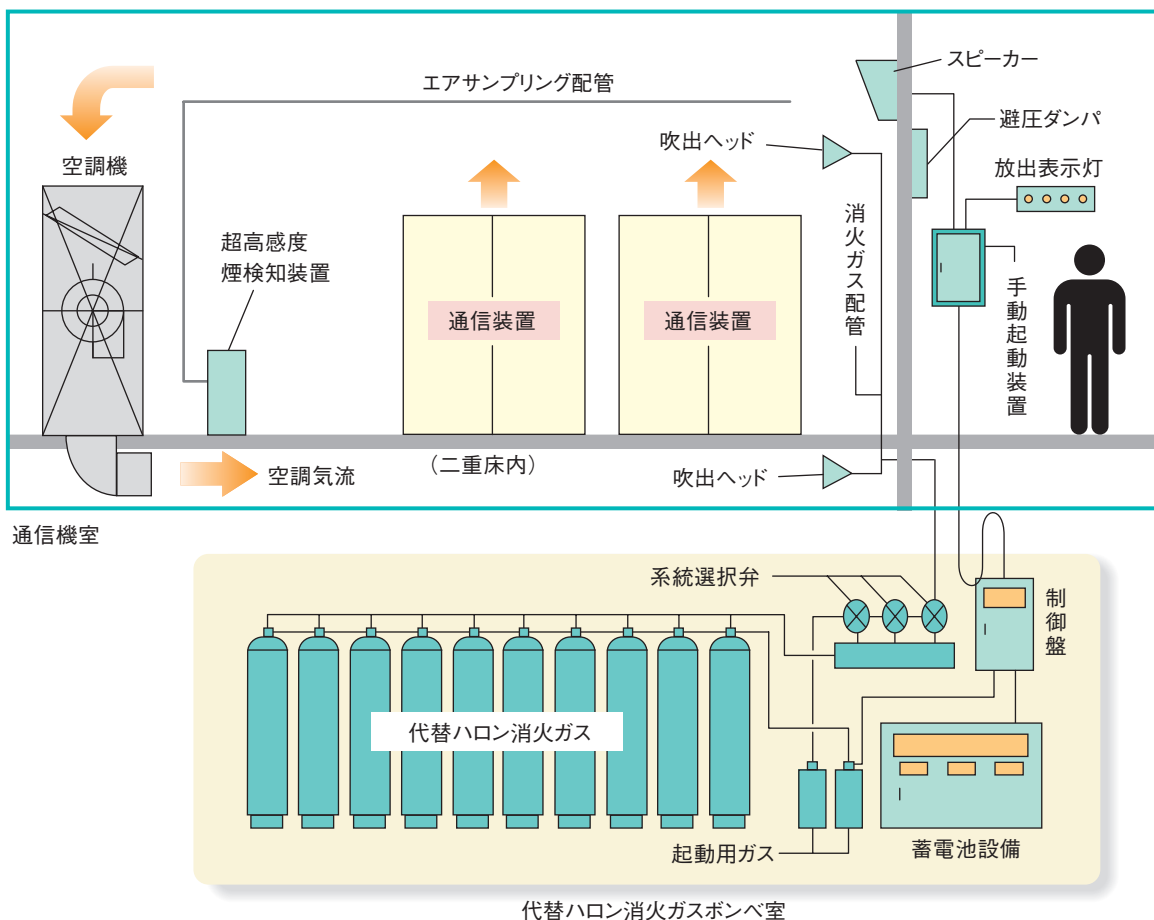 スピーカー
エアサンプリング配管
避圧ダンパ
吹出ヘッド
空調機
放出表示灯
消火ガス配管
超高感度
煙検知装置
手動起動装置
通信装置
通信装置
(二重床内)
空調気流
吹出ヘッド
通信機室
系統選択弁
制御盤
代替ハロン消火ガス
起動用ガス
蓄電池設備
代替ハロン消火ガスボンベ室